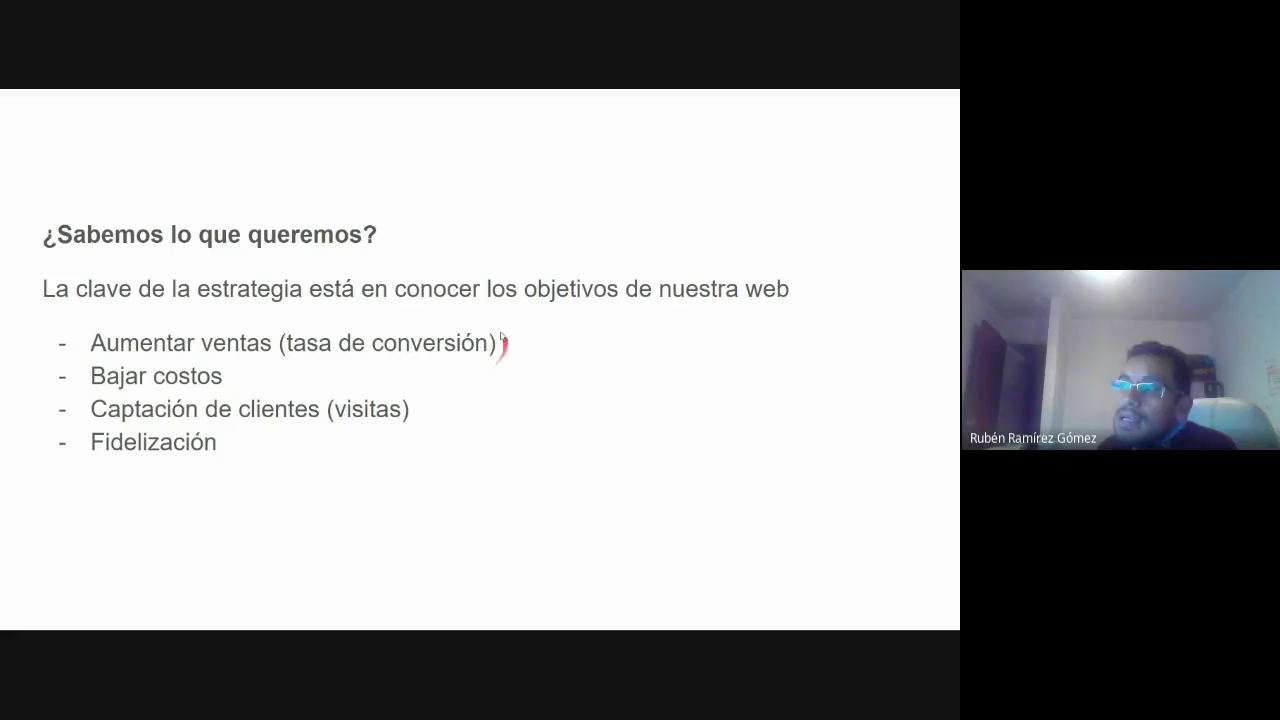 ¿Sabemos lo que queremos?
La clave de la estrategia está en conocer los objetivos de nuestra web
- Aumentar ventas (tasa de conversión)
- Bajar costos
- Captación de clientes (visitas)
- Fidelización
Rubén Ramírez Gómez